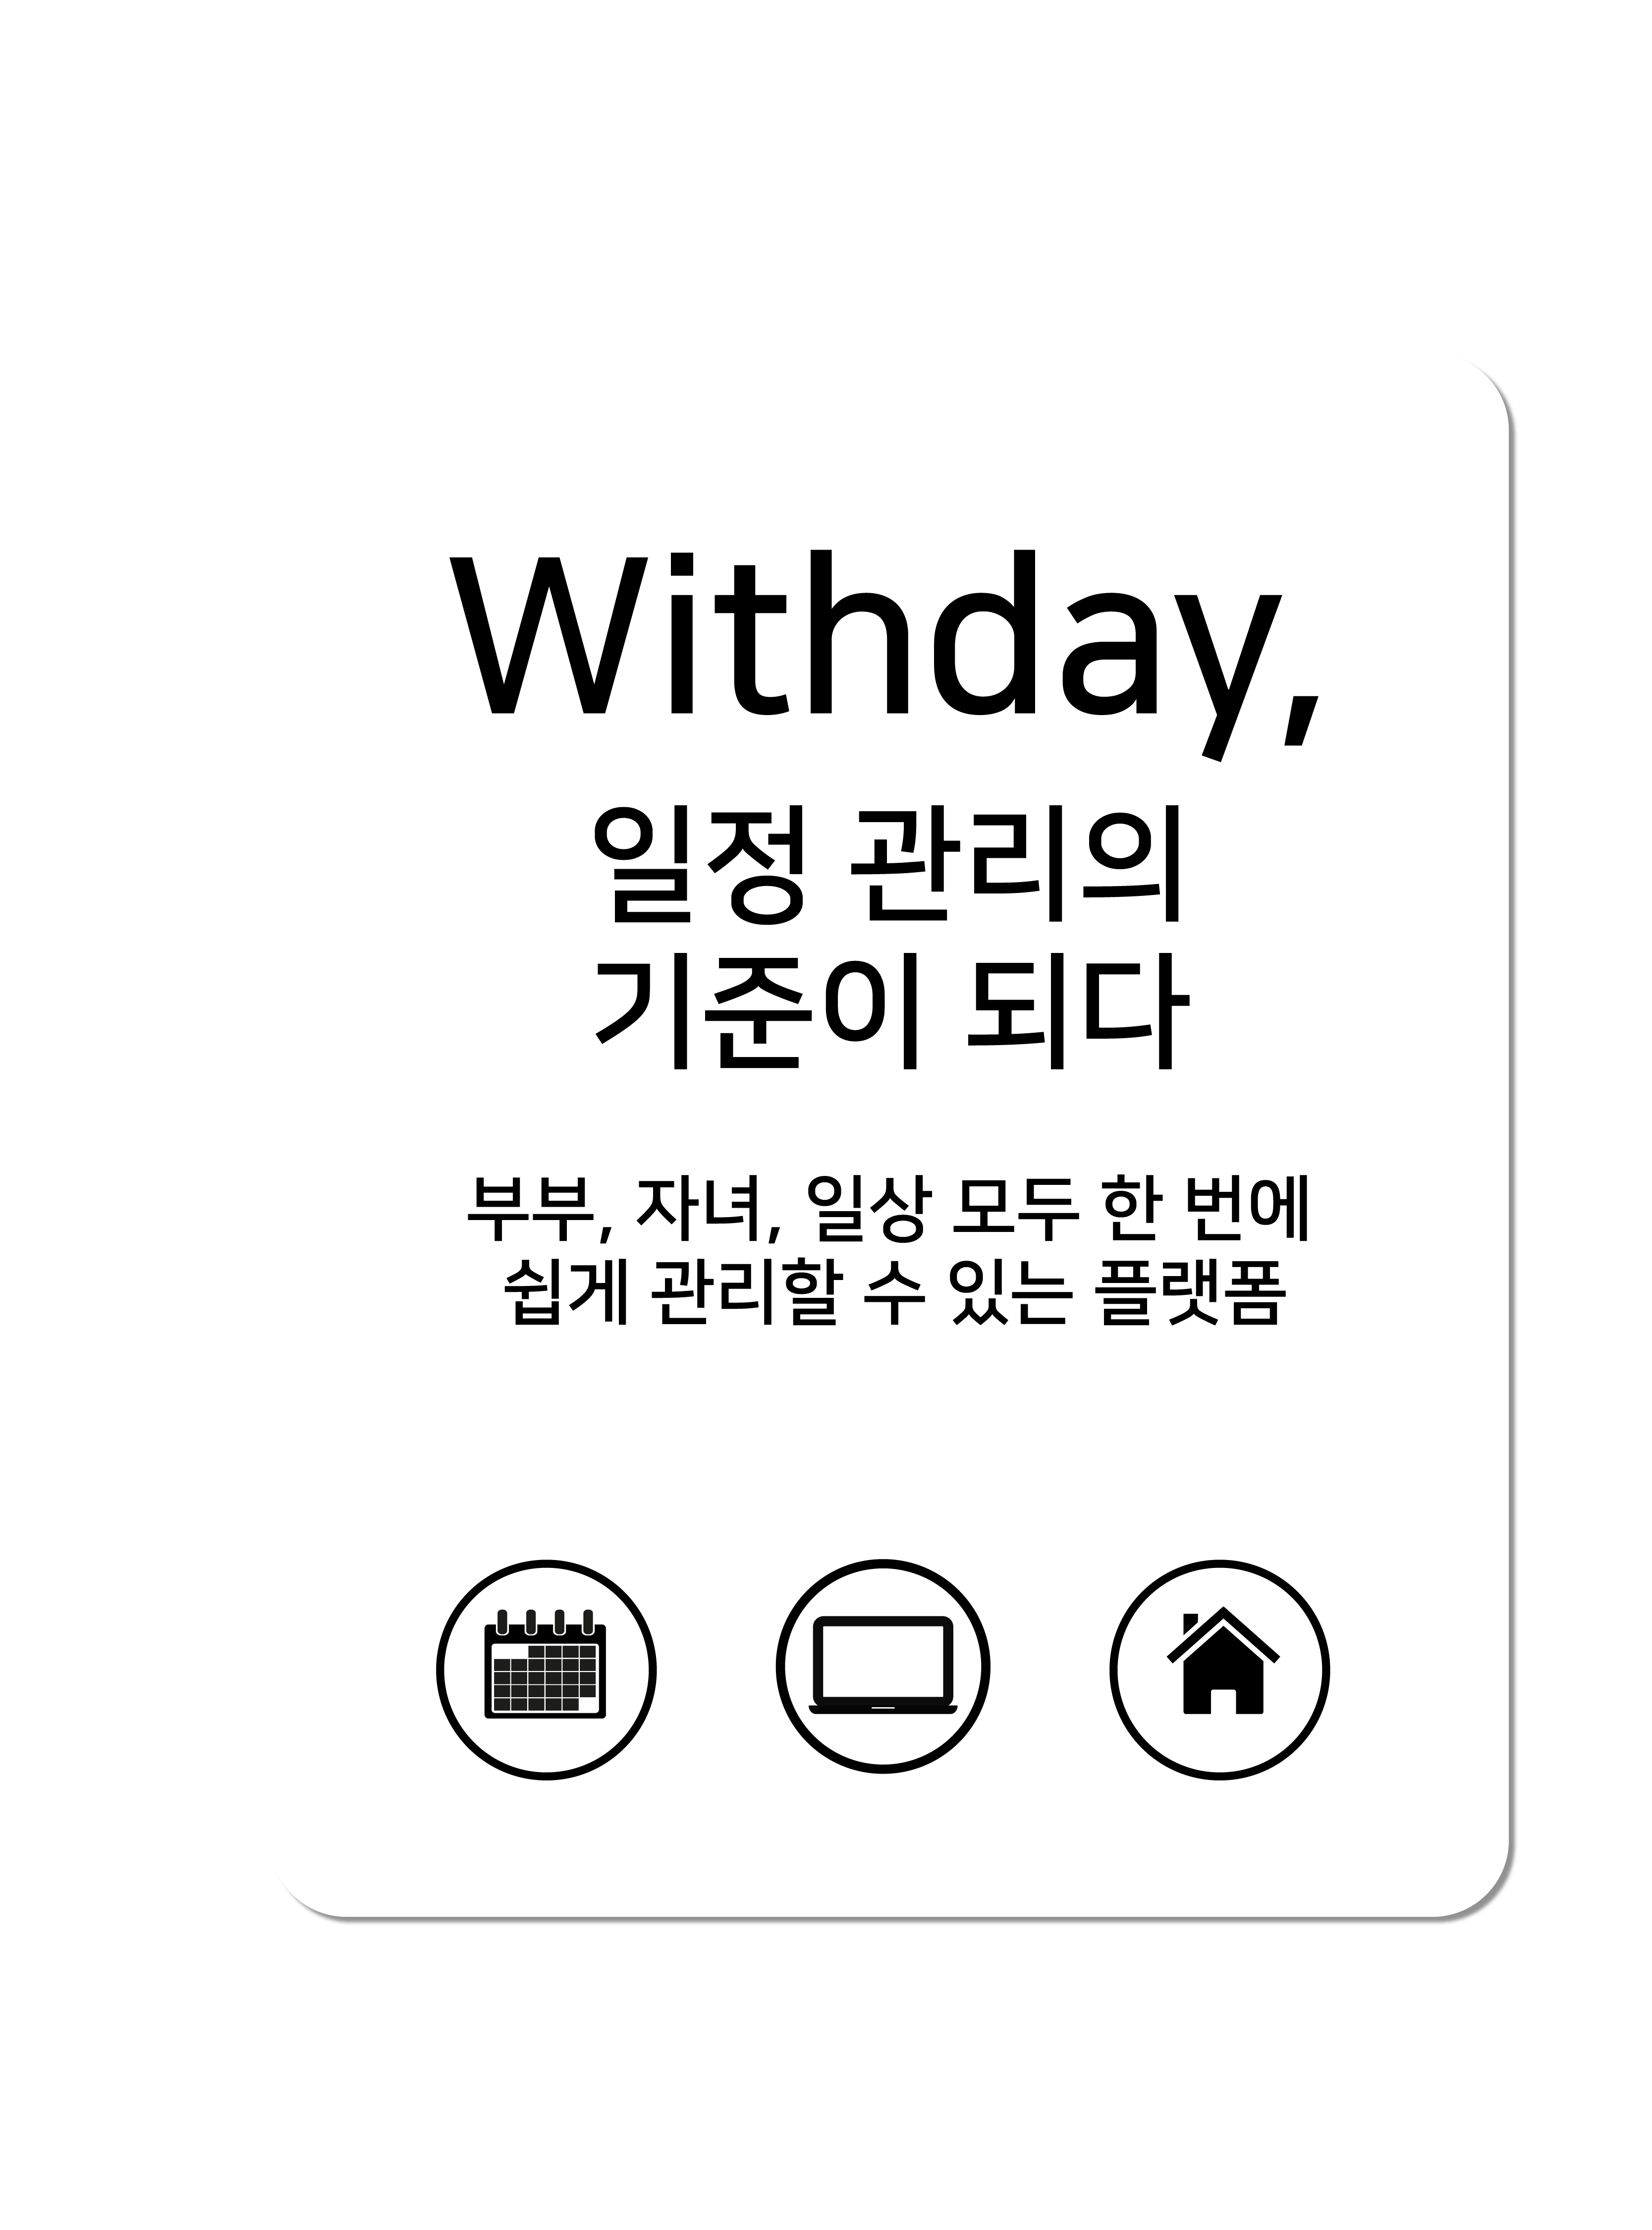 Withday,
일정 관리의
기준이 되다
부부, 자녀, 일상 모두 한 번에
쉽게 관리할 수 있는 플랫폼